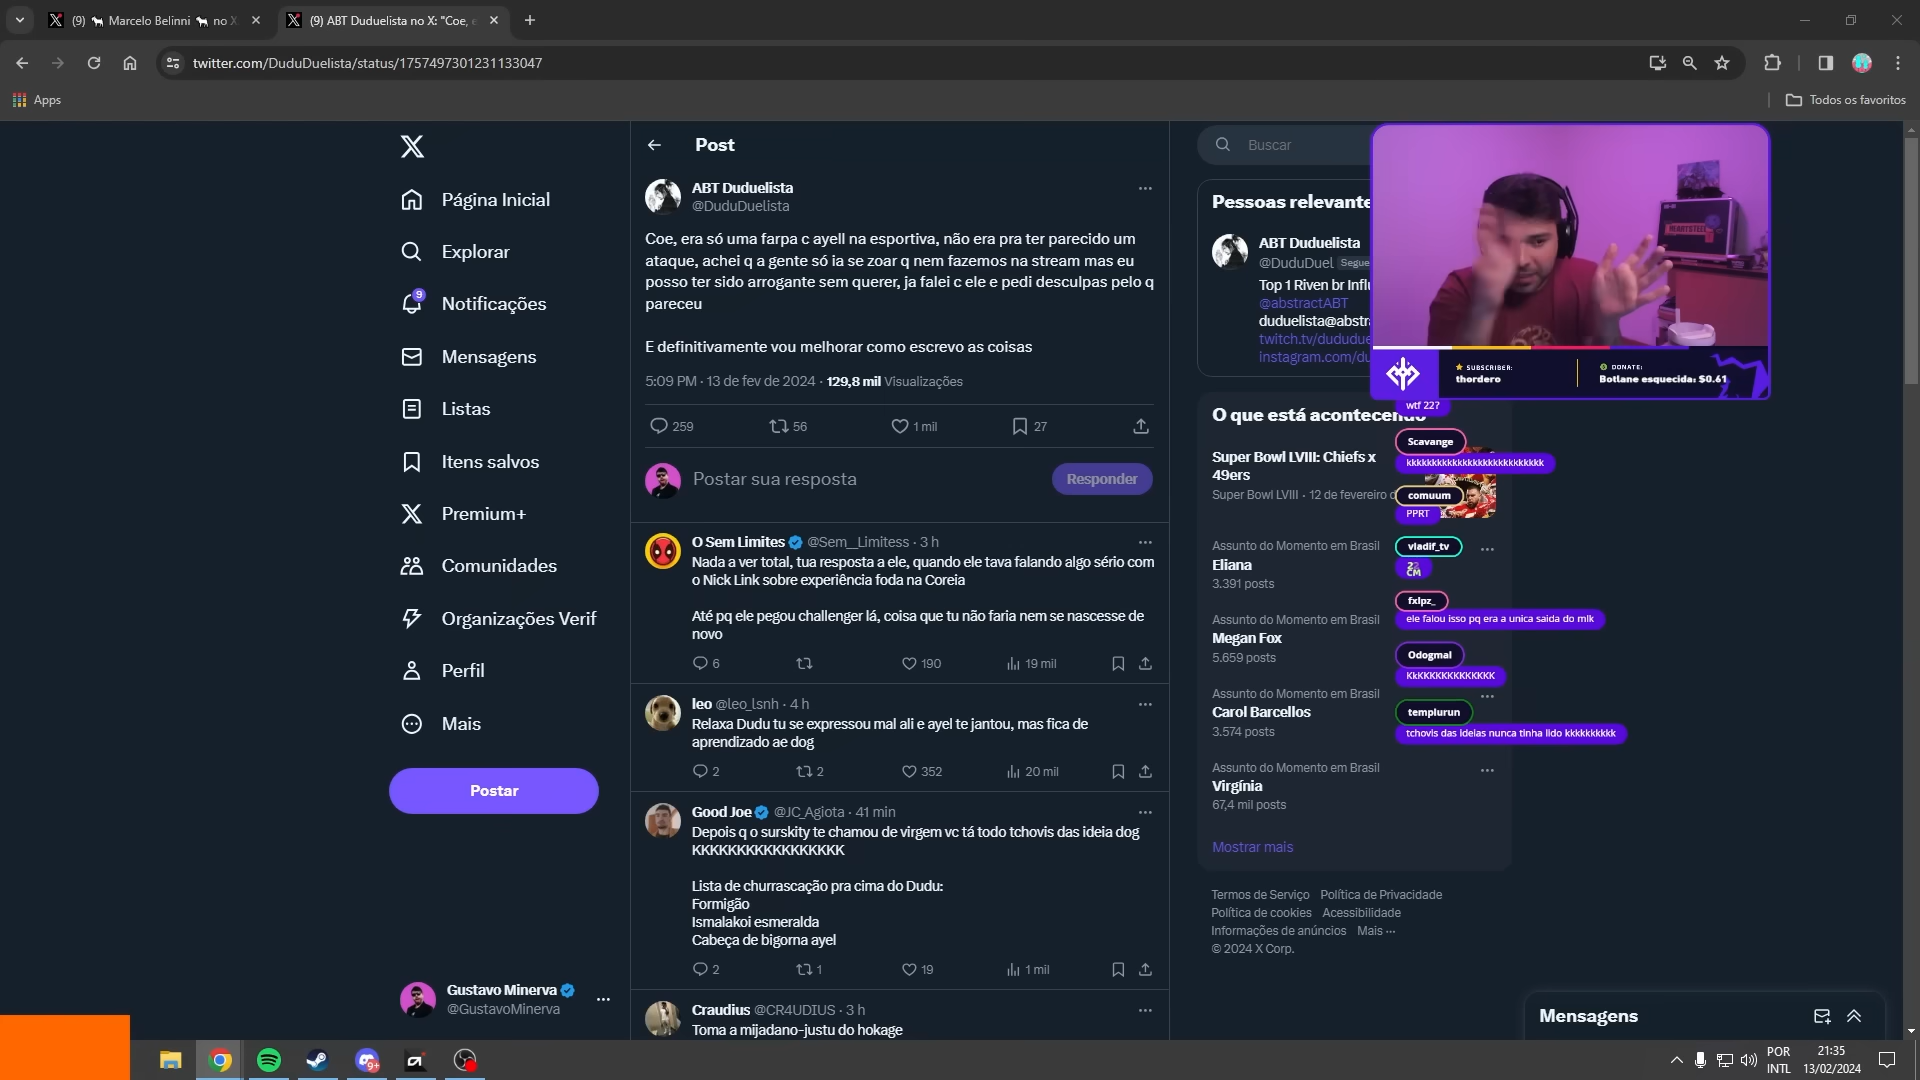 (9) 🐐 Marcelo Belinni 🐐 no X
(9) ABT Duduelista no X: "Coe, e
twitter.com/DuduDuelista/status/1757497301231133047
Apps
Todos os favoritos
Página Inicial
Explorar
9
Notificações
Mensagens
Listas
Itens salvos
Premium+
Comunidades
Organizações Verif
Perfil
Mais
Postar
Gustavo Minerva
@GustavoMinerva
Post
ABT Duduelista
@DuduDuelista
Coe, era só uma farpa c ayell na esportiva, não era pra ter parecido um
ataque, achei q a gente só ia se zoar q nem fazemos na stream mas eu
posso ter sido arrogante sem querer, ja falei c ele e pedi desculpas pelo q
pareceu
E definitivamente vou melhorar como escrevo as coisas
5:09 PM · 13 de fev de 2024 · 129,8 mil Visualizações
259 56 1 mil 27
Postar sua resposta
Responder
O Sem Limites @Sem__Limitess · 3 h
Nada a ver total, tua resposta a ele, quando ele tava falando algo sério com
o Nick Link sobre experiência foda na Coreia
Até pq ele pegou challenger lá, coisa que tu não faria nem se nascesse de
novo
6 190 19 mil
leo @leo_lsnh · 4 h
Relaxa Dudu tu se expressou mal ali e ayel te jantou, mas fica de
aprendizado ae dog
2 2 352 20 mil
Good Joe @JC_Agiota · 41 min
Depois q o surskity te chamou de virgem vc tá todo tchovis das ideia dog
KKKKKKKKKKKKKKKKK
Lista de churrascação pra cima do Dudu:
Formigão
Ismalakoi esmeralda
Cabeça de bigorna ayel
2 1 19 1 mil
Craudius @CR4UDIUS · 3 h
Toma a mijadano-justu do hokage
Buscar
Pessoas relevante
ABT Duduelista
@DuduDuel Segue
Top 1 Riven br Infl
@abstractABT
duduelista@abstra
twitch.tv/dududue
instagram.com/du
HEARTSTEEL
SUBSCRIBER:
thordero
DONATE:
Botlane esquecida: $0.61
O que está acontecendo
Super Bowl LVIII: Chiefs x
49ers
Super Bowl LVIII · 12 de fevereiro d
Assunto do Momento em Brasil
Eliana
3.391 posts
Assunto do Momento em Brasil
Megan Fox
5.659 posts
Assunto do Momento em Brasil
Carol Barcellos
3.574 posts
Assunto do Momento em Brasil
Virgínia
67,4 mil posts
Mostrar mais
wtf 22?
Scavange
kkkkkkkkkkkkkkkkkkkkkkkkkk
comuum
PPRT
vladif_tv
CM
fxlpz_
ele falou isso pq era a unica saida do mlk
Odogmal
KkKKKKKKKKKKKK
templurun
tchovis das ideias nunca tinha lido kkkkkkkkkk
Termos de Serviço Política de Privacidade
Política de cookies Acessibilidade
Informações de anúncios Mais ···
© 2024 X Corp.
Mensagens
9+
POR
INTL
21:35
13/02/2024